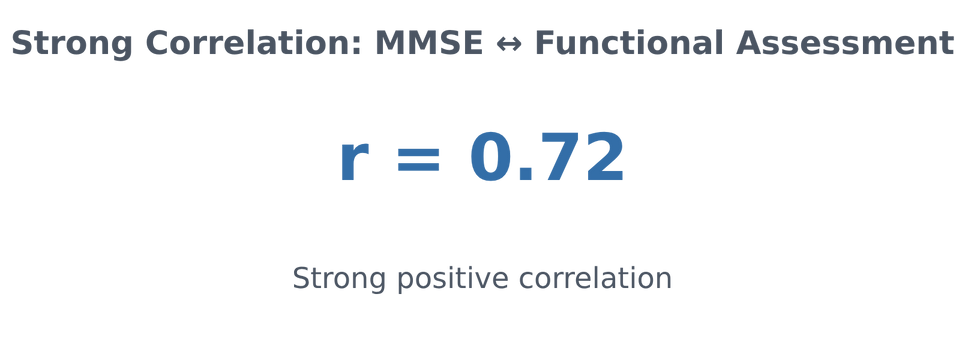 Strong Correlation: MMSE ↔ Functional Assessment
r = 0.72
Strong positive correlation